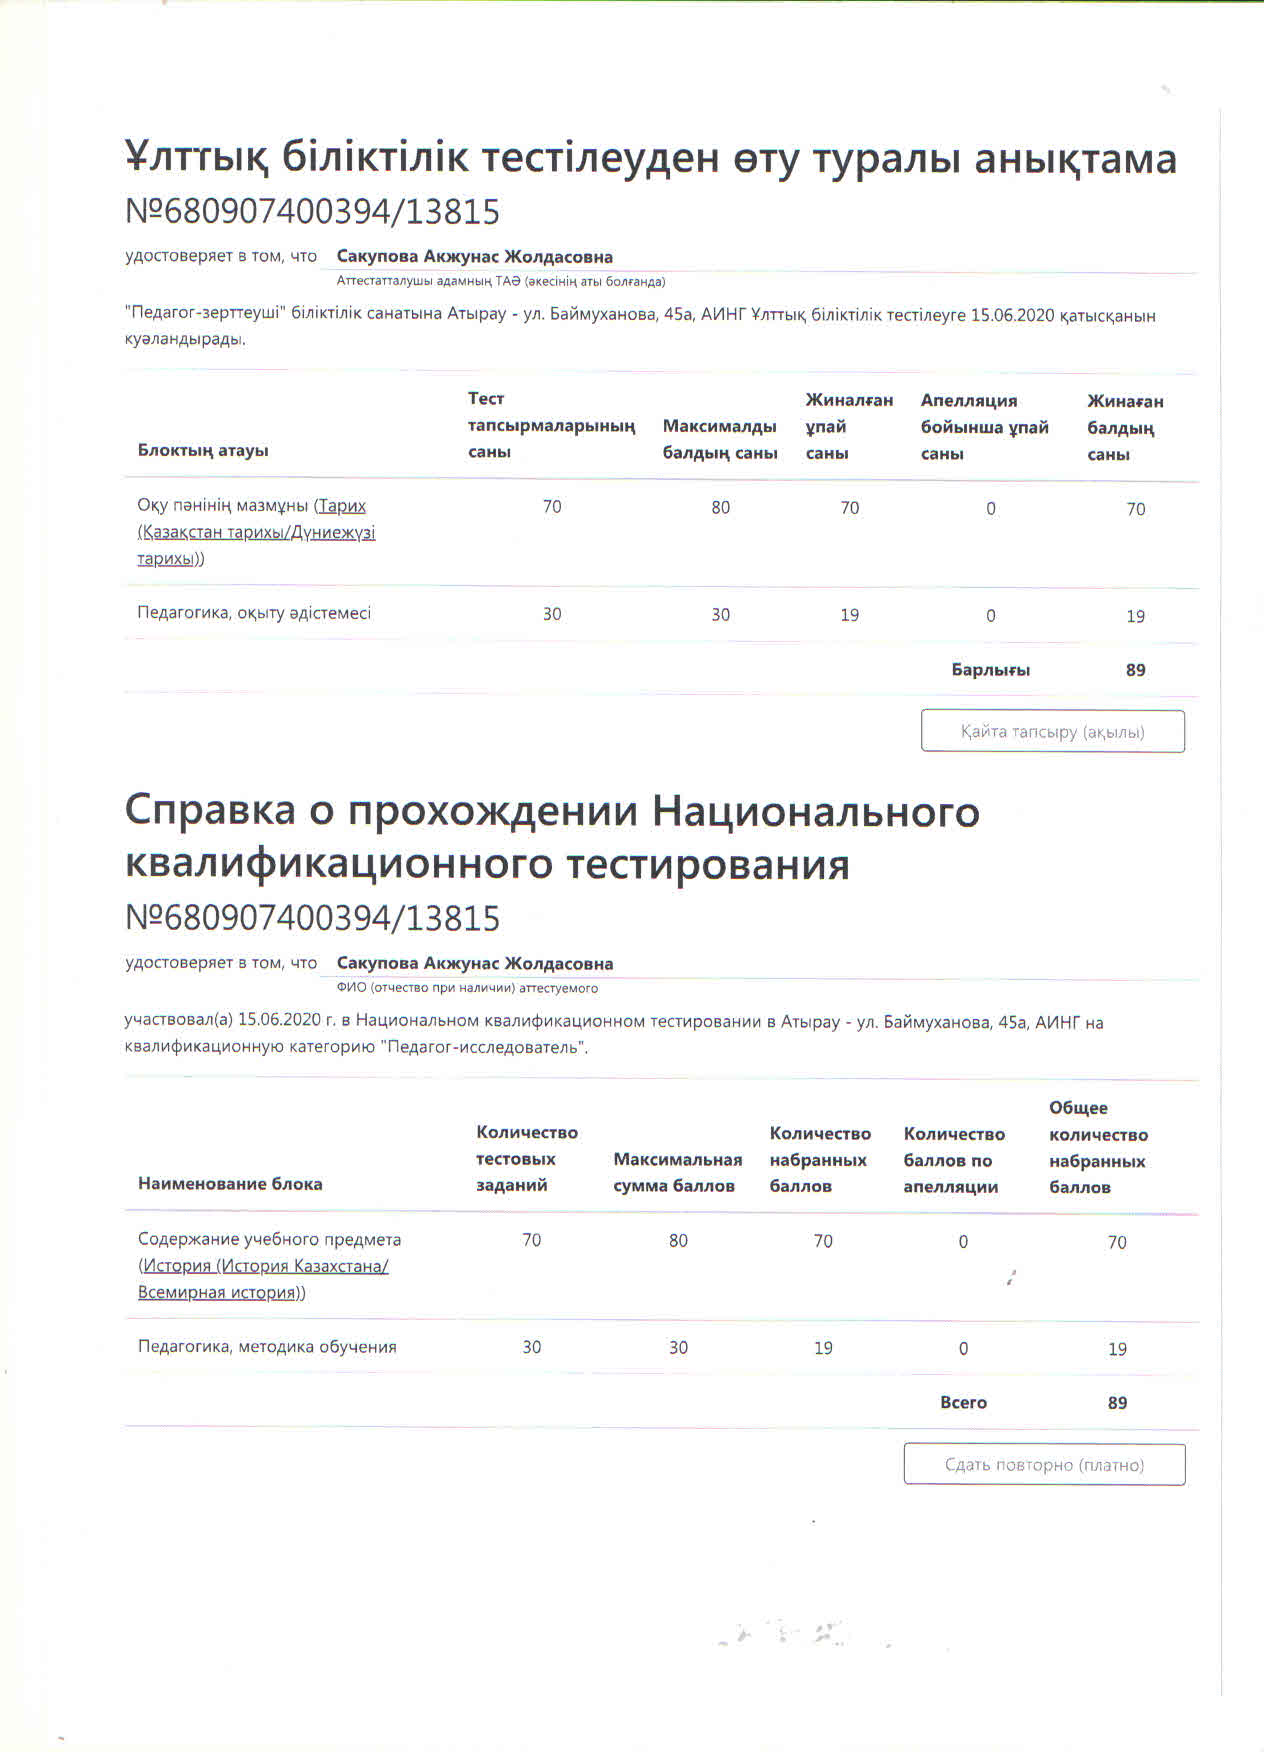 Ұлттық біліктілік тестілеуден өту туралы анықтама
№680907400394/13815
удостоверяет в том, что Сакупова Акжунас Жолдасовна
Аттестатталушы адамның ТАӘ (әкесінің аты болғанда)
"Педагог-зерттеуші" біліктілік санатына Атырау - ул. Баймуханова, 45а, АИНГ Ұлттық біліктілік тестілеуге 15.06.2020 қатысқанын
куәландырады.
Тест Жиналған Апелляция Жинаған
тапсырмаларының Максималды ұпай бойынша ұпай балдың
Блоктың атауы саны балдың саны саны саны саны
Оқу пәнінің мазмұны (Тарих 70 80 70 0 70
(Қазақстан тарихы/Дүниежүзі
тарихы))
Педагогика, оқыту әдістемесі 30 30 19 0 19
Барлығы 89
Қайта тапсыру (ақылы)
Справка о прохождении Национального
квалификационного тестирования
№680907400394/13815
удостоверяет в том, что Сакупова Акжунас Жолдасовна
ФИО (отчество при наличии) аттестуемого
участвовал(а) 15.06.2020 г. в Национальном квалификационном тестировании в Атырау - ул. Баймуханова, 45а, АИНГ на
квалификационную категорию "Педагог-исследователь".
Общее
Количество Количество Количество количество
тестовых Максимальная набранных баллов по набранных
Наименование блока заданий сумма баллов баллов апелляции баллов
Содержание учебного предмета 70 80 70 0 70
(История (История Казахстана/
Всемирная история))
Педагогика, методика обучения 30 30 19 0 19
Всего 89
Сдать повторно (платно)